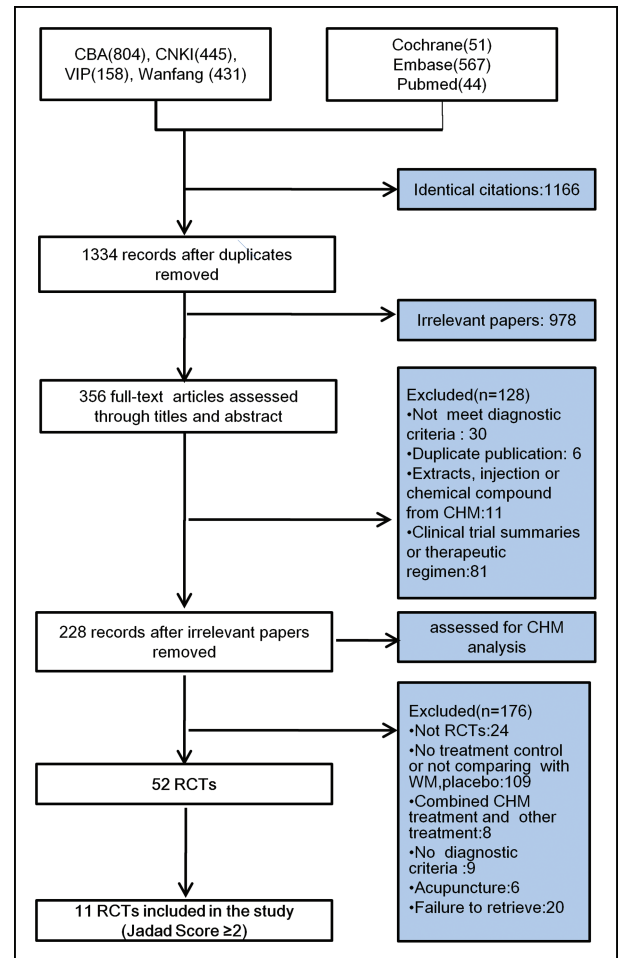 CBA(804), CNKI(445),
VIP(158), Wanfang (431)
Cochrane(51)
Embase(567)
Pubmed(44)
Identical citations:1166
1334 records after duplicates
removed
Irrelevant papers: 978
356 full-text articles assessed
through titles and abstract
Excluded(n=128)
•Not meet diagnostic
criteria : 30
•Duplicate publication: 6
•Extracts, injection or
chemical compound
from CHM:11
•Clinical trial summaries
or therapeutic
regimen:81
228 records after irrelevant papers
removed
assessed for CHM
analysis
Excluded(n=176)
•Not RCTs:24
•No treatment control
or not comparing with
WM,placebo:109
•Combined CHM
treatment and other
treatment:8
•No diagnostic
criteria :9
•Acupuncture:6
•Failure to retrieve:20
52 RCTs
11 RCTs included in the study
(Jadad Score ≥2)